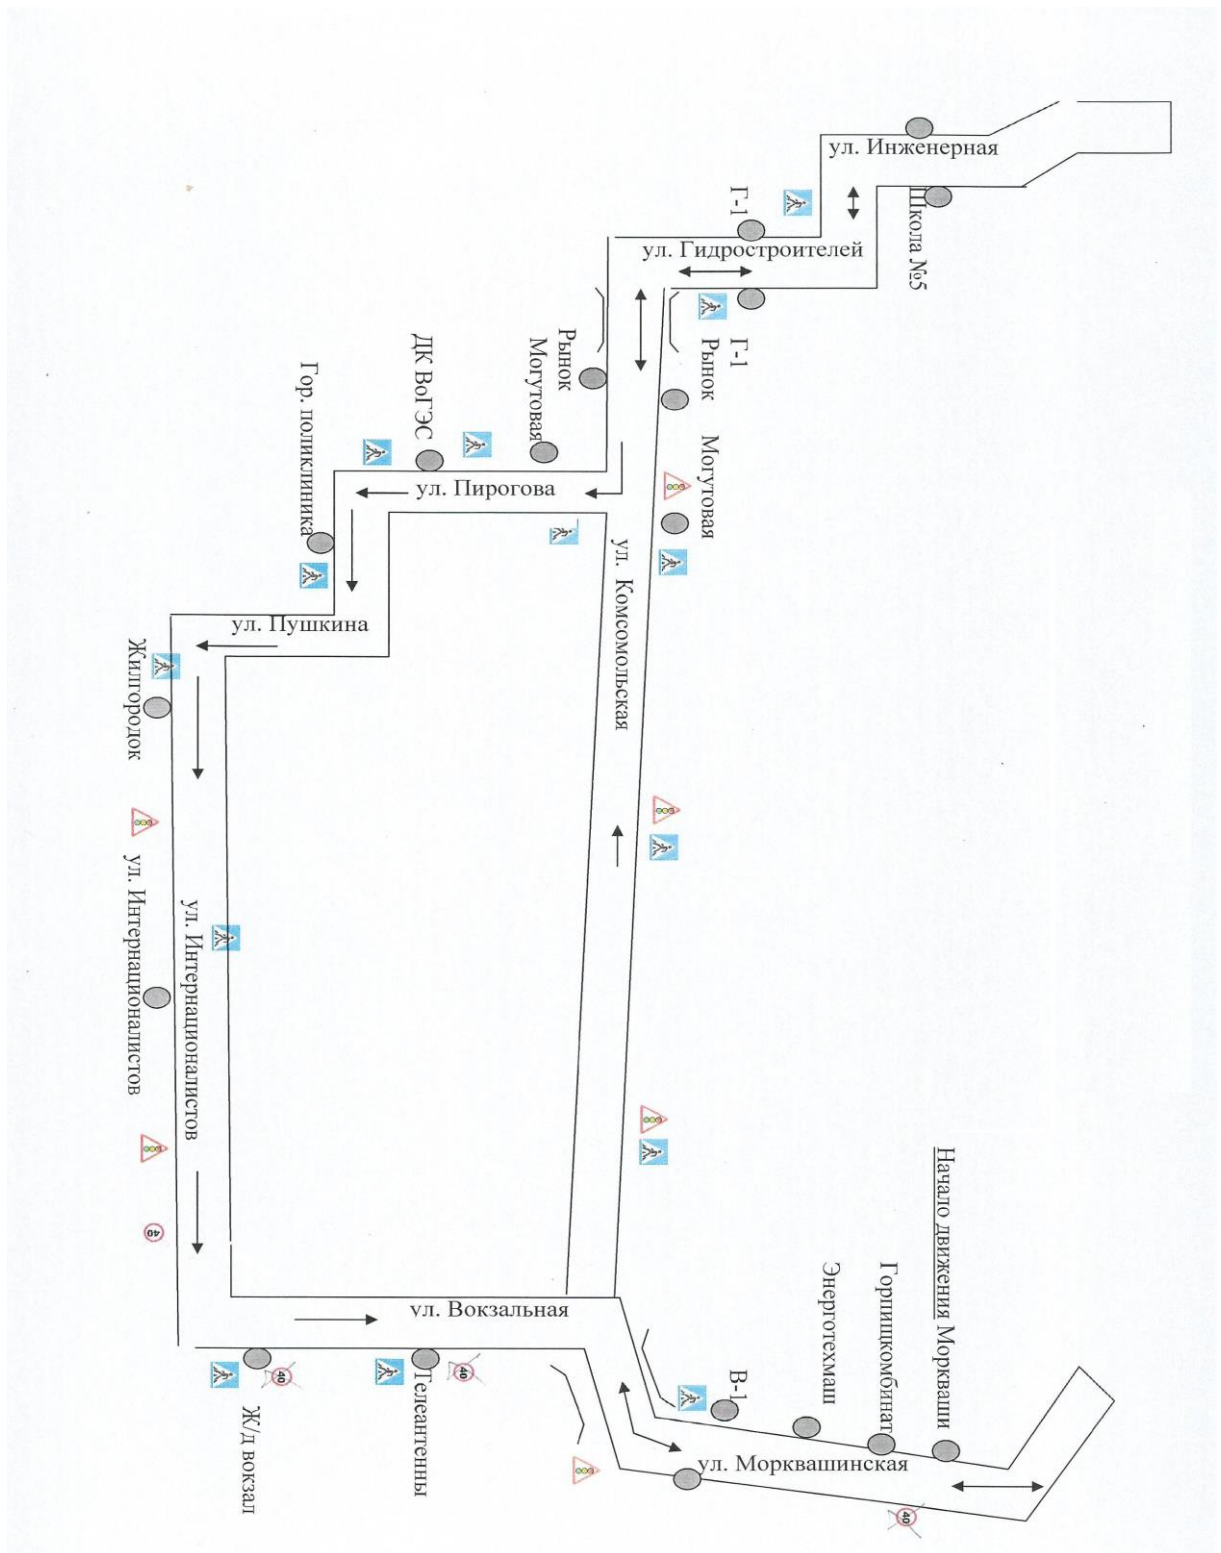 ул. Инженерная
Школа №5
Г-1
ул. Гидростроителей
Г-1
Рынок
Могутовая
Рынок
Могутовая
ДК ВоГЭС
Гор. поликлиника
ул. Пирогова
ул. Пушкина
ул. Комсомольская
Жилгородок
ул. Интернационалистов
ул. Интернационалистов
40
ул. Вокзальная
40
Ж/д вокзал
40
Телеантенны
Начало движения Моркваши
Горпищкомбинат
Энерготехмаш
В-1
ул. Морквашинская
40